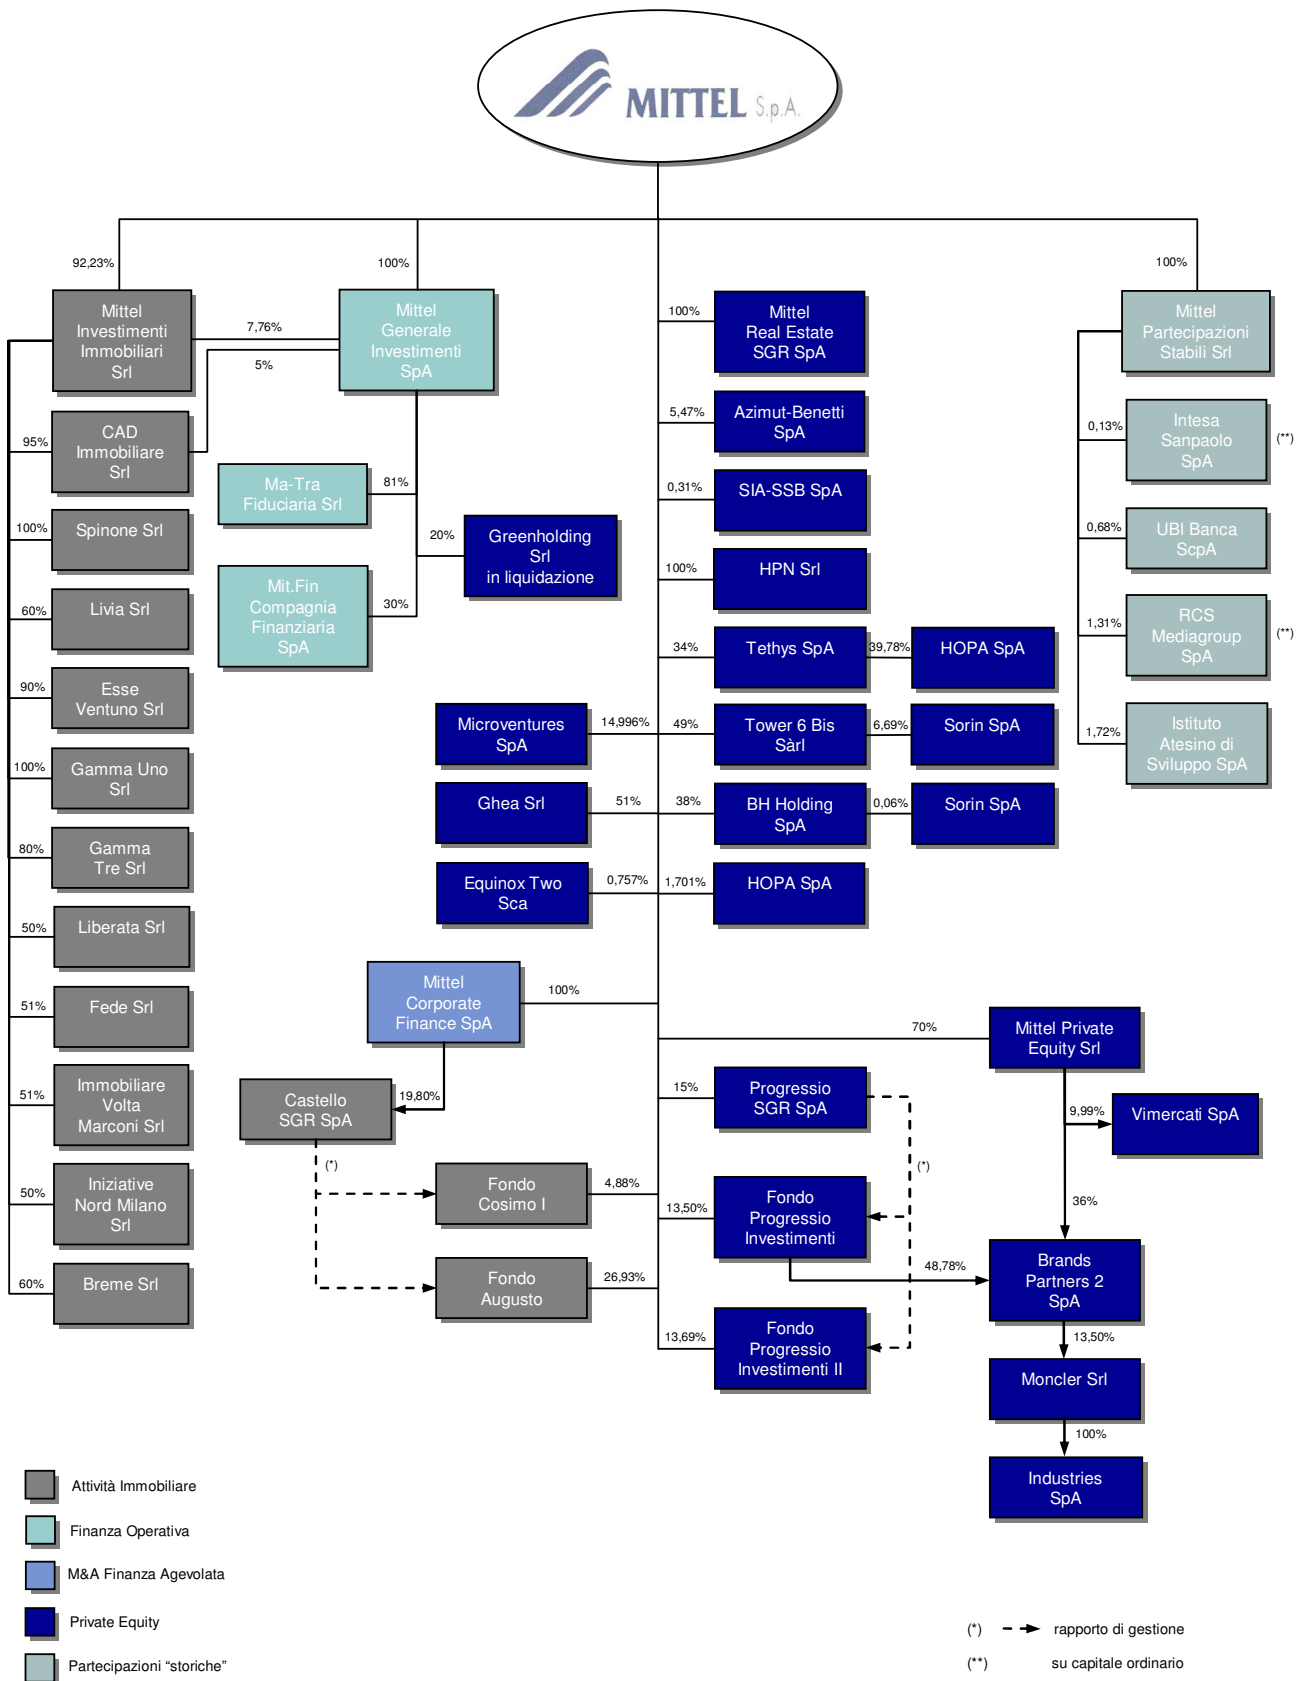 MITTEL S.p.A.
92,23%
100%
100%
Mittel
Investimenti
Immobiliari
Srl
7,76%
5%
Mittel
Generale
Investimenti
SpA
100%
Mittel
Real Estate
SGR SpA
Mittel
Partecipazioni
Stabili Srl
95%
CAD
Immobiliare
Srl
5,47%
Azimut-Benetti
SpA
0,13%
Intesa
Sanpaolo
SpA
(**)
Ma-Tra
Fiduciaria Srl
81%
0,31%
SIA-SSB SpA
100%
Spinone Srl
20%
Greenholding
Srl
in liquidazione
0,68%
UBI Banca
ScpA
Mit.Fin
Compagnia
Finanziaria
SpA
30%
100%
HPN Srl
60%
Livia Srl
1,31%
RCS
Mediagroup
SpA
(**)
34%
Tethys SpA
39,78%
HOPA SpA
90%
Esse
Ventuno Srl
Microventures
SpA
14,996%
49%
Tower 6 Bis
Sàrl
6,69%
Sorin SpA
1,72%
Istituto
Atesino di
Sviluppo SpA
100%
Gamma Uno
Srl
Ghea Srl
51%
38%
BH Holding
SpA
0,06%
Sorin SpA
80%
Gamma
Tre Srl
Equinox Two
Sca
0,757%
1,701%
HOPA SpA
50%
Liberata Srl
Mittel
Corporate
Finance SpA
100%
51%
Fede Srl
70%
Mittel Private
Equity Srl
51%
Immobiliare
Volta
Marconi Srl
Castello
SGR SpA
19,80%
15%
Progressio
SGR SpA
9,99%
Vimercati SpA
(*)
(*)
50%
Iniziative
Nord Milano
Srl
Fondo
Cosimo I
4,88%
13,50%
Fondo
Progressio
Investimenti
36%
60%
Breme Srl
Fondo
Augusto
26,93%
48,78%
Brands
Partners 2
SpA
13,69%
Fondo
Progressio
Investimenti II
13,50%
Moncler Srl
100%
Industries
SpA
Attività Immobiliare
Finanza Operativa
M&A Finanza Agevolata
Private Equity
Partecipazioni “storiche”
(*) rapporto di gestione
(**) su capitale ordinario